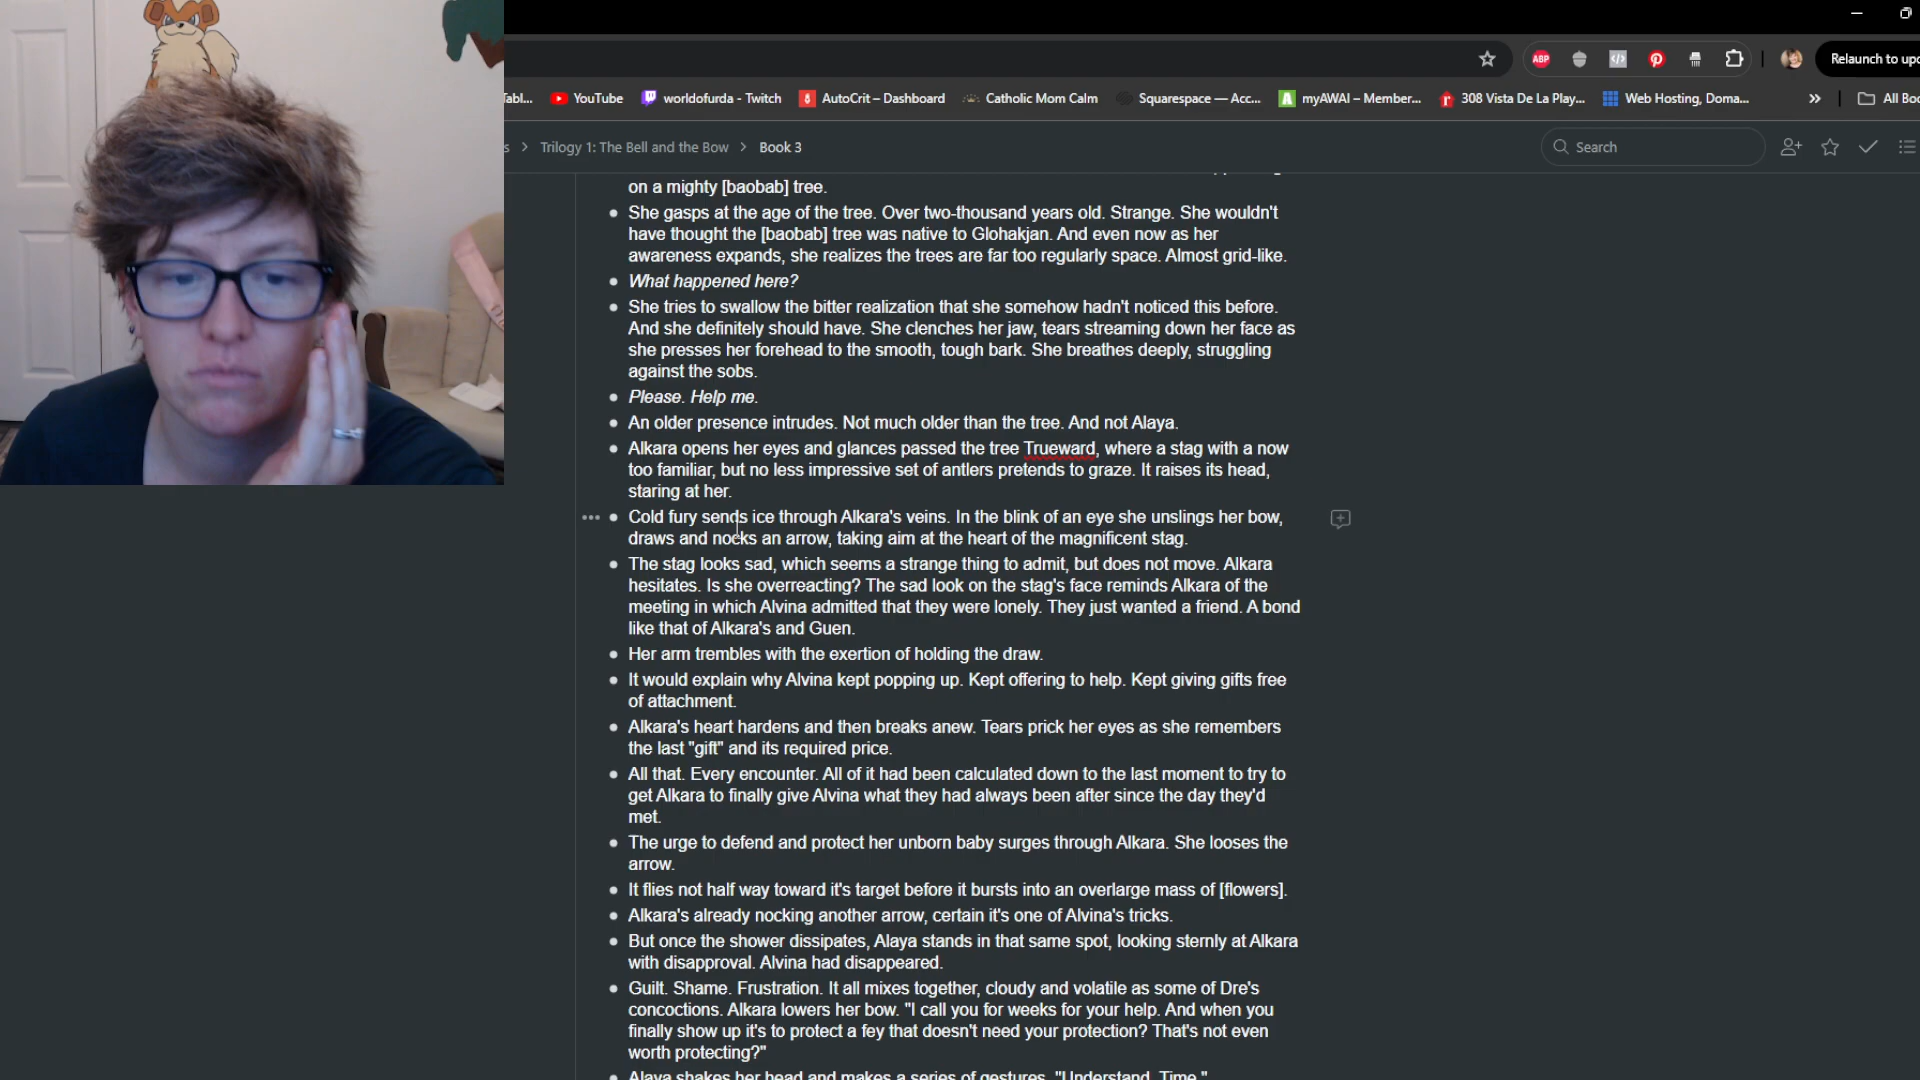 Relaunch to upd
ABP
Tabl...
YouTube
worldofurda - Twitch
AutoCrit – Dashboard
Catholic Mom Calm
Squarespace — Acc...
myAWAI – Member...
308 Vista De La Play...
Web Hosting, Doma...
»
All Boo
s > Trilogy 1: The Bell and the Bow > Book 3
Search
on a mighty [baobab] tree.
She gasps at the age of the tree. Over two-thousand years old. Strange. She wouldn't
have thought the [baobab] tree was native to Glohakjan. And even now as her
awareness expands, she realizes the trees are far too regularly space. Almost grid-like.
What happened here?
She tries to swallow the bitter realization that she somehow hadn't noticed this before.
And she definitely should have. She clenches her jaw, tears streaming down her face as
she presses her forehead to the smooth, tough bark. She breathes deeply, struggling
against the sobs.
Please. Help me.
An older presence intrudes. Not much older than the tree. And not Alaya.
Alkara opens her eyes and glances passed the tree Trueward, where a stag with a now
too familiar, but no less impressive set of antlers pretends to graze. It raises its head,
staring at her.
Cold fury sends ice through Alkara's veins. In the blink of an eye she unslings her bow,
draws and nocks an arrow, taking aim at the heart of the magnificent stag.
The stag looks sad, which seems a strange thing to admit, but does not move. Alkara
hesitates. Is she overreacting? The sad look on the stag's face reminds Alkara of the
meeting in which Alvina admitted that they were lonely. They just wanted a friend. A bond
like that of Alkara's and Guen.
Her arm trembles with the exertion of holding the draw.
It would explain why Alvina kept popping up. Kept offering to help. Kept giving gifts free
of attachment.
Alkara's heart hardens and then breaks anew. Tears prick her eyes as she remembers
the last "gift" and its required price.
All that. Every encounter. All of it had been calculated down to the last moment to try to
get Alkara to finally give Alvina what they had always been after since the day they'd
met.
The urge to defend and protect her unborn baby surges through Alkara. She looses the
arrow.
It flies not half way toward it's target before it bursts into an overlarge mass of [flowers].
Alkara's already nocking another arrow, certain it's one of Alvina's tricks.
But once the shower dissipates, Alaya stands in that same spot, looking sternly at Alkara
with disapproval. Alvina had disappeared.
Guilt. Shame. Frustration. It all mixes together, cloudy and volatile as some of Dre's
concoctions. Alkara lowers her bow. "I call you for weeks for your help. And when you
finally show up it's to protect a fey that doesn't need your protection? That's not even
worth protecting?"
Alaya shakes her head and makes a series of gestures. "Understand. Time."